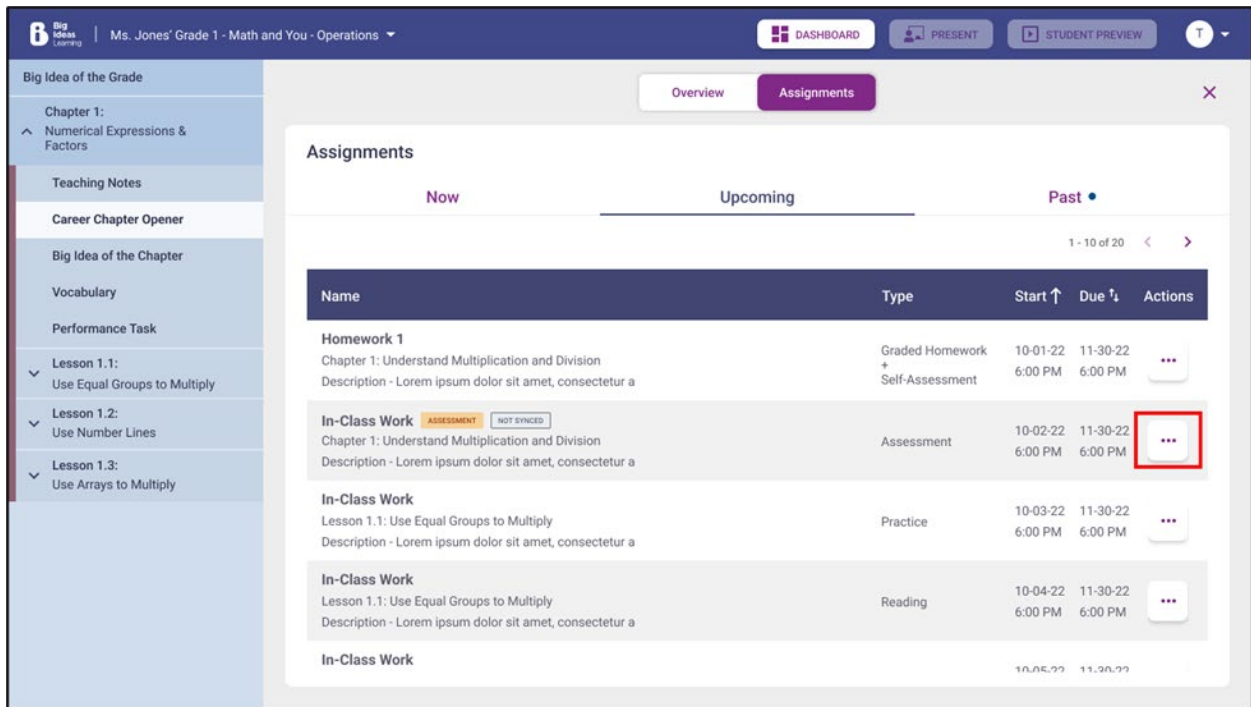 Big
Ideas
Learning
Ms. Jones' Grade 1 - Math and You - Operations
DASHBOARD
PRESENT
STUDENT PREVIEW
T
Big Idea of the Grade
Chapter 1:
Numerical Expressions &
Factors
Teaching Notes
Career Chapter Opener
Big Idea of the Chapter
Vocabulary
Performance Task
Lesson 1.1:
Use Equal Groups to Multiply
Lesson 1.2:
Use Number Lines
Lesson 1.3:
Use Arrays to Multiply
Overview
Assignments
Assignments
Now
Upcoming
Past
1 - 10 of 20
Name Type Start Due Actions
Homework 1
Chapter 1: Understand Multiplication and Division
Description - Lorem ipsum dolor sit amet, consectetur a
Graded Homework
+
Self-Assessment
10-01-22 11-30-22
6:00 PM 6:00 PM
In-Class Work ASSESSMENT NOT SYNCED
Chapter 1: Understand Multiplication and Division
Description - Lorem ipsum dolor sit amet, consectetur a
Assessment
10-02-22 11-30-22
6:00 PM 6:00 PM
In-Class Work
Lesson 1.1: Use Equal Groups to Multiply
Description - Lorem ipsum dolor sit amet, consectetur a
Practice
10-03-22 11-30-22
6:00 PM 6:00 PM
In-Class Work
Lesson 1.1: Use Equal Groups to Multiply
Description - Lorem ipsum dolor sit amet, consectetur a
Reading
10-04-22 11-30-22
6:00 PM 6:00 PM
In-Class Work
10-05-22 11-30-22